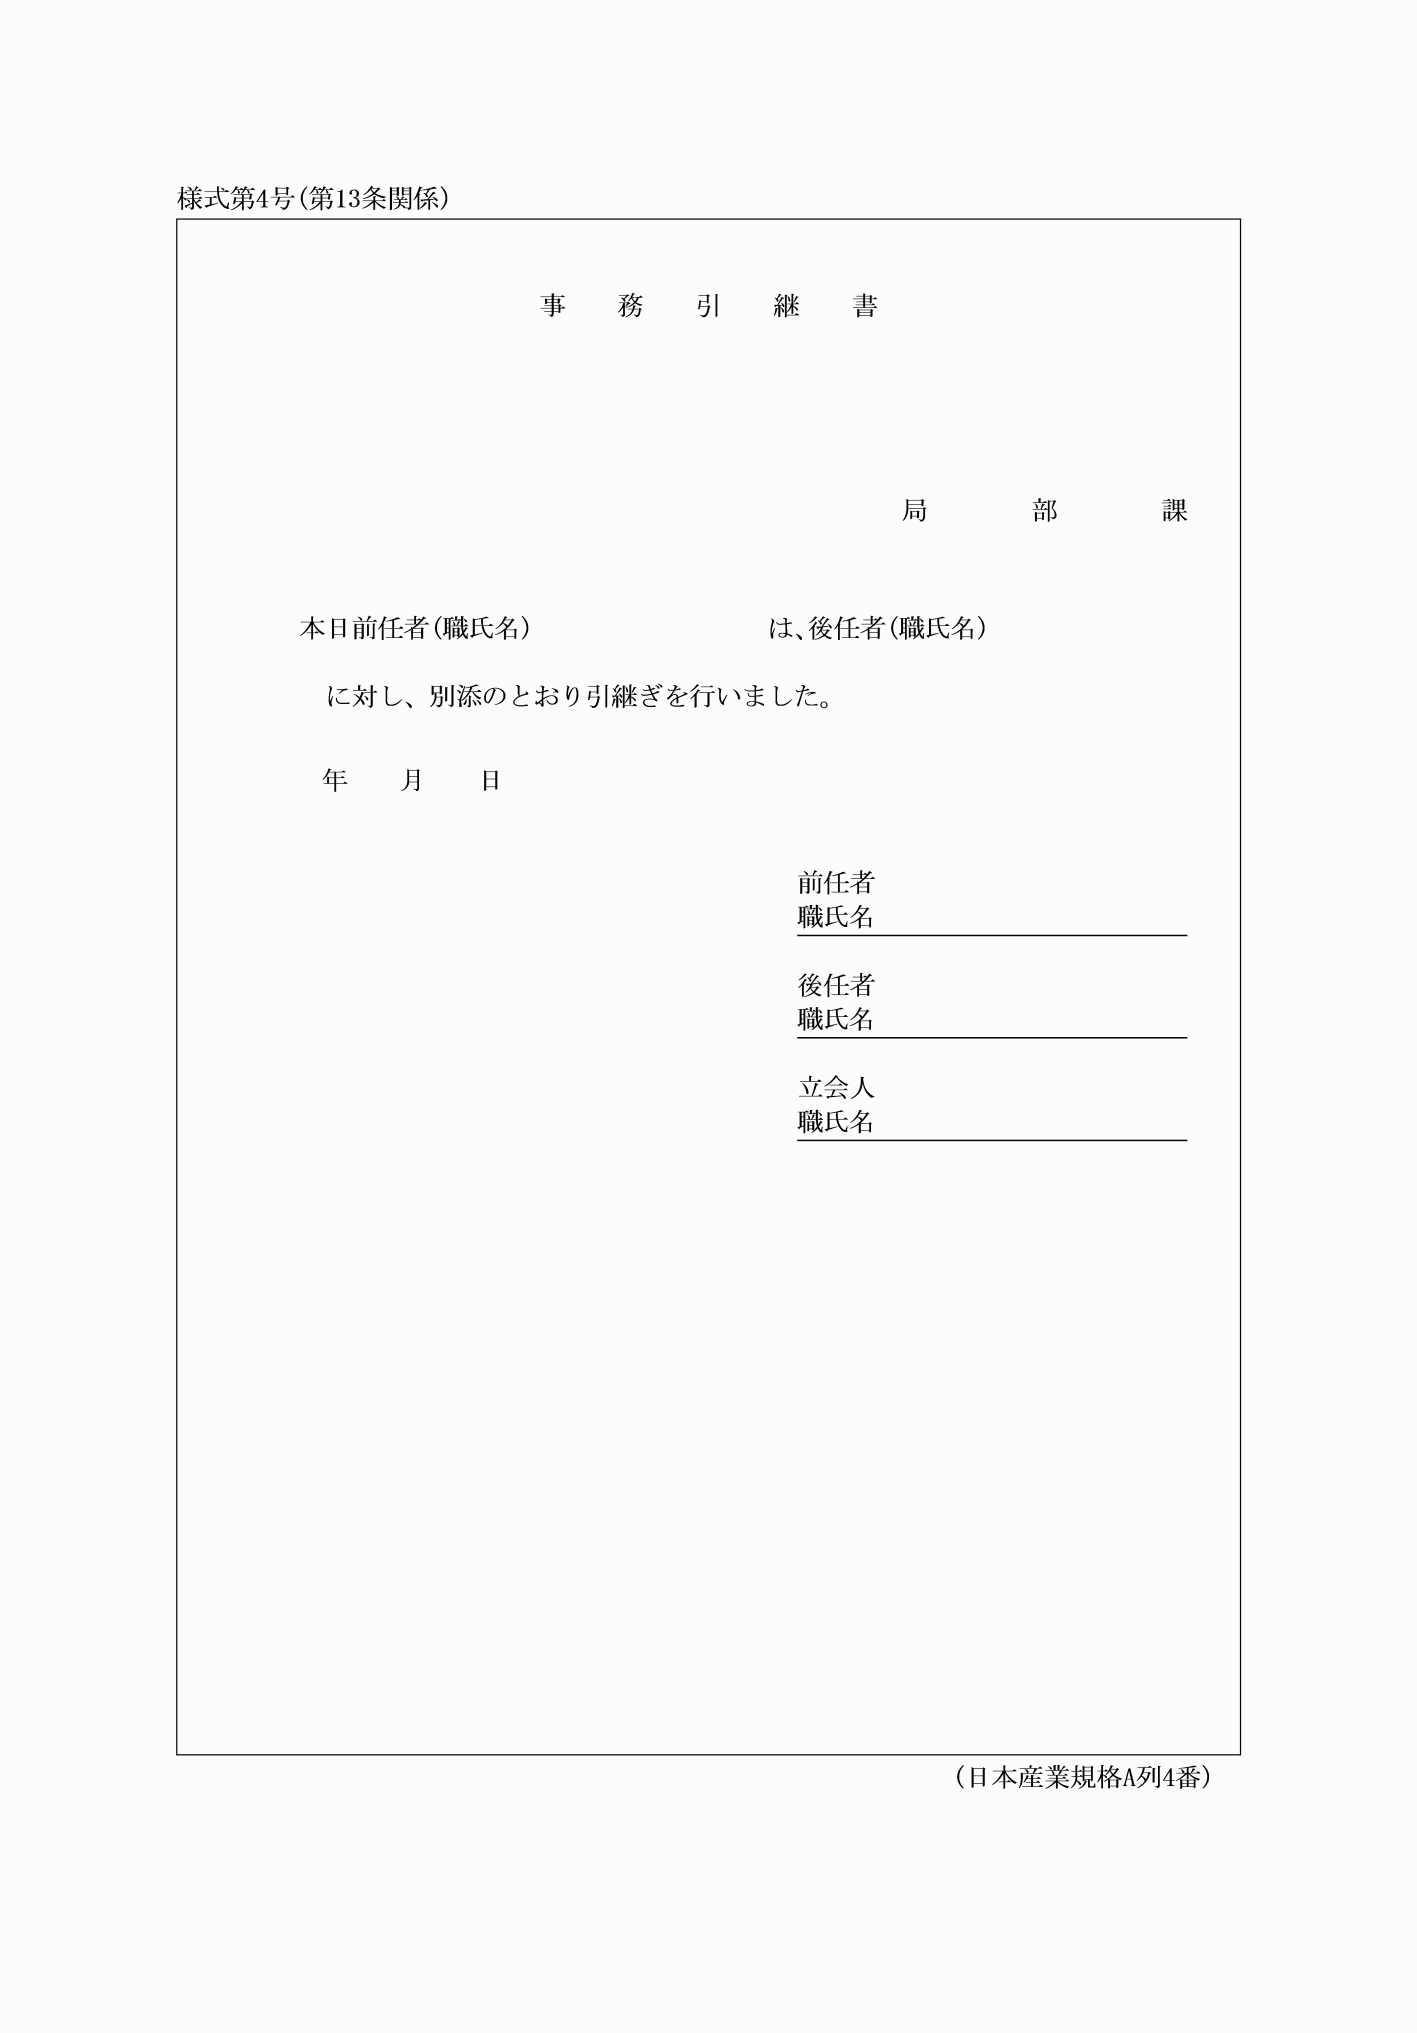 様式第4号(第13条関係)
事　　務　　引　　継　　書
局　　　　部　　　　課
本日前任者(職氏名)　　　　　　　　　は、後任者(職氏名)
に対し、別添のとおり引継ぎを行いました。
年　　月　　日
前任者
職氏名
後任者
職氏名
立会人
職氏名
(日本産業規格A列4番)